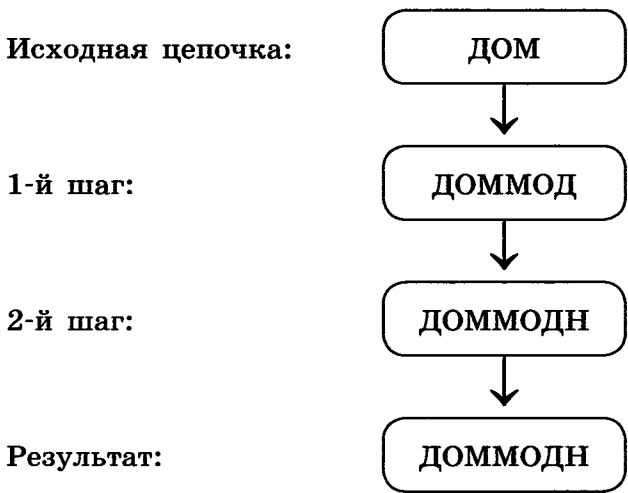 Исходная цепочка: ДОМ
1-й шаг: ДОММОД
2-й шаг: ДОММОДН
Результат: ДОММОДН